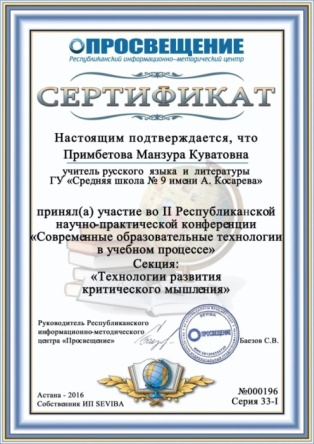 ПРОСВЕЩЕНИЕ
Республиканский информационно-методический центр
СЕРТИФИКАТ
Настоящим подтверждается, что
Примбетова Манзура Куватовна
учитель русского языка и литературы
ГУ «Средняя школа № 9 имени А. Косарева»
принял(а) участие во II Республиканской
научно-практической конференции
«Современные образовательные технологии
в учебном процессе»
Секция:
«Технологии развития
критического мышления»
Руководитель Республиканского
информационно-методического
центра «Просвещение»
ПРОСВЕЩЕНИЕ
Баезов С.В.
Астана - 2016
Собственник ИП SEVIBA
№000196
Серия 33-I